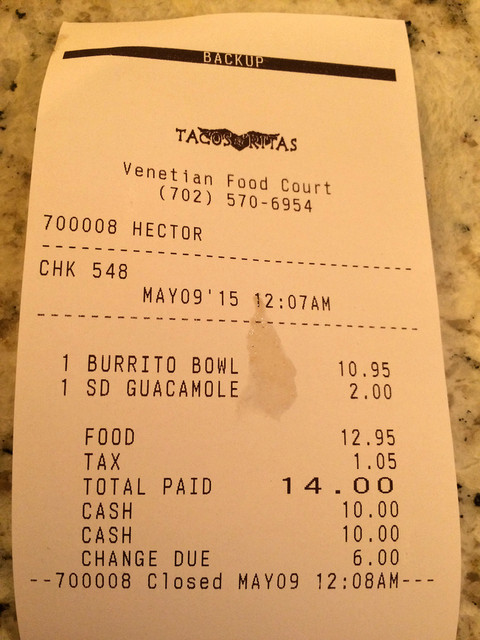 BACKUP
TACOS N RITAS
Venetian Food Court
(702) 570-6954
700008 HECTOR
CHK 548
MAY09'15 12:07AM
1 BURRITO BOWL 10.95
1 SD GUACAMOLE 2.00
FOOD 12.95
TAX 1.05
TOTAL PAID 14.00
CASH 10.00
CASH 10.00
CHANGE DUE 6.00
--700008 Closed MAY09 12:08AM---